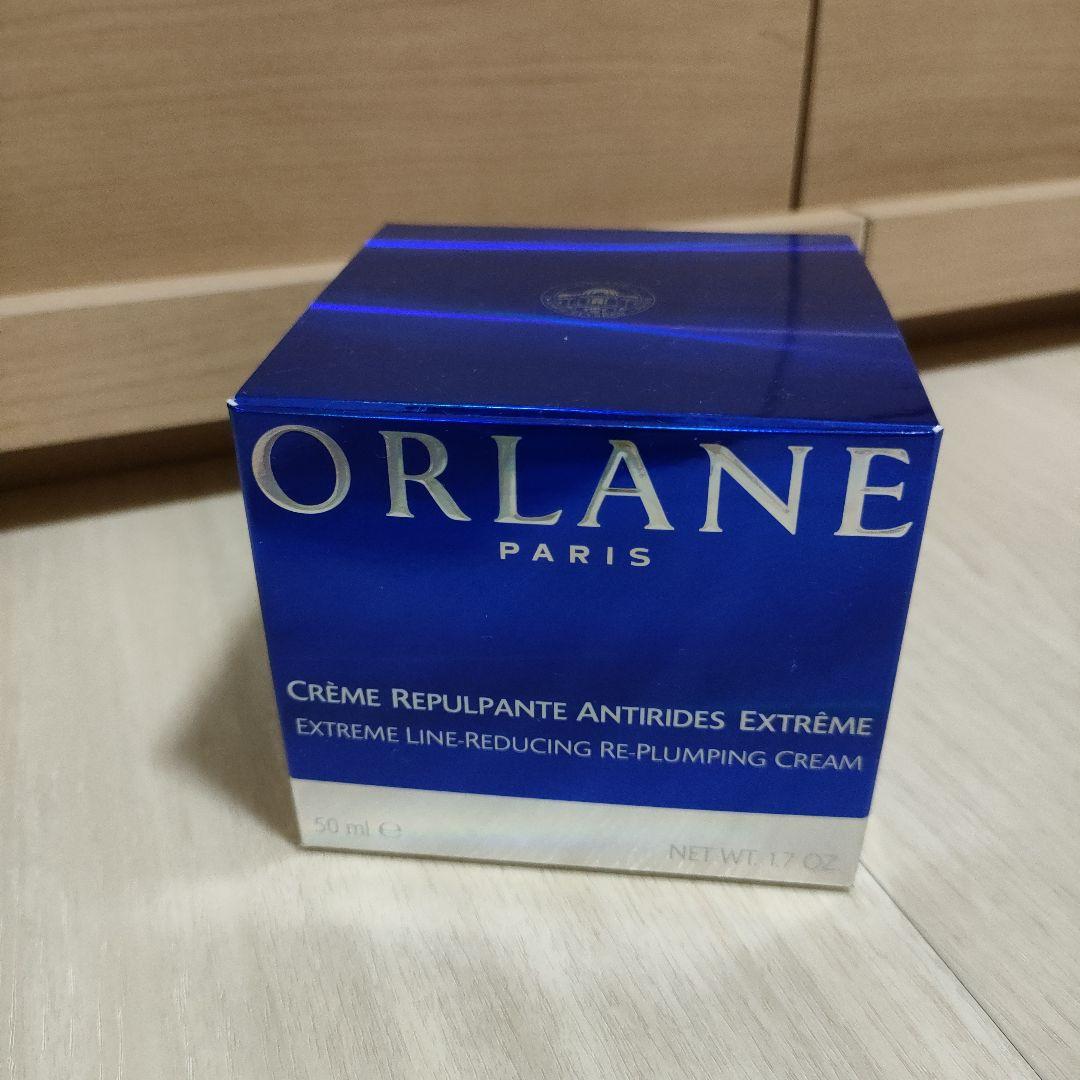 ORLANE
PARIS
CRÈME REPULPANTE ANTIRIDES EXTRÊME
EXTREME LINE-REDUCING RE-PLUMPING CREAM
50 ml ℮
NET WT. 1.7 OZ